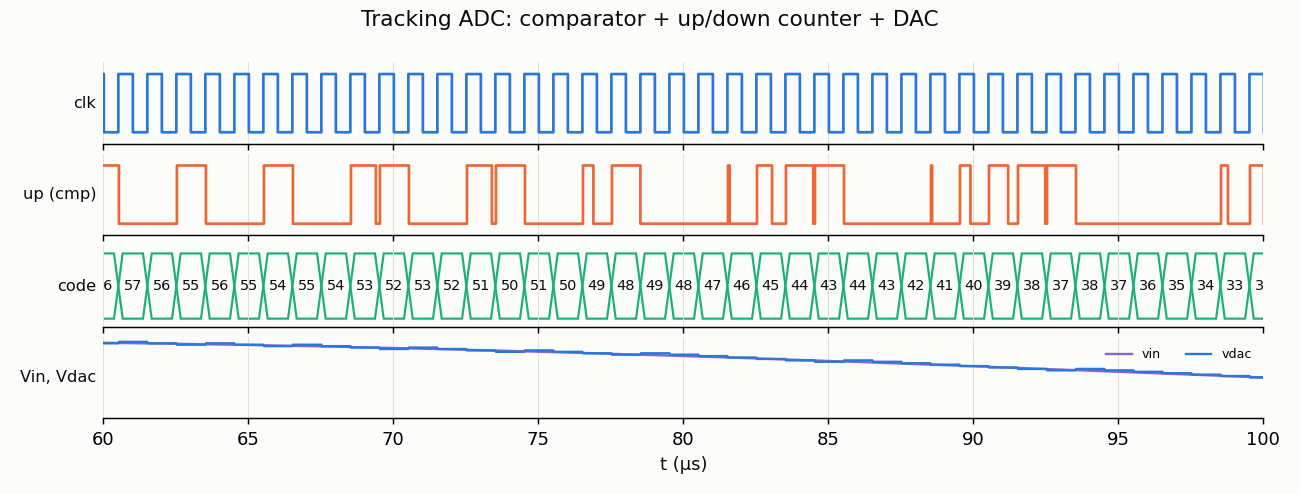 Tracking ADC: comparator + up/down counter + DAC
clk
up (cmp)
code
6 57 56 55 56 55 54 55 54 53 52 53 52 51 50 51 50 49 48 49 48 47 46 45 44 43 44 43 42 41 40 39 38 37 38 37 36 35 34 33 3
Vin, Vdac
vin vdac
60 65 70 75 80 85 90 95 100
t (µs)